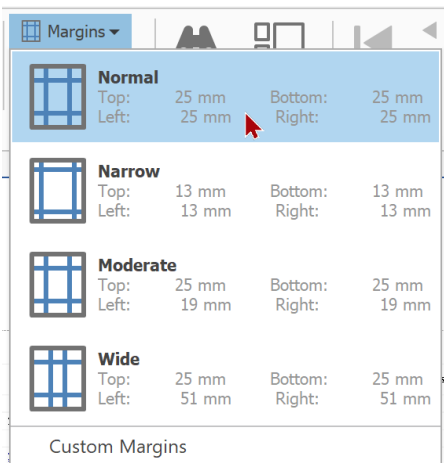 Margins
Normal
Top: 25 mm Bottom: 25 mm
Left: 25 mm Right: 25 mm
Narrow
Top: 13 mm Bottom: 13 mm
Left: 13 mm Right: 13 mm
Moderate
Top: 25 mm Bottom: 25 mm
Left: 19 mm Right: 19 mm
Wide
Top: 25 mm Bottom: 25 mm
Left: 51 mm Right: 51 mm
Custom Margins